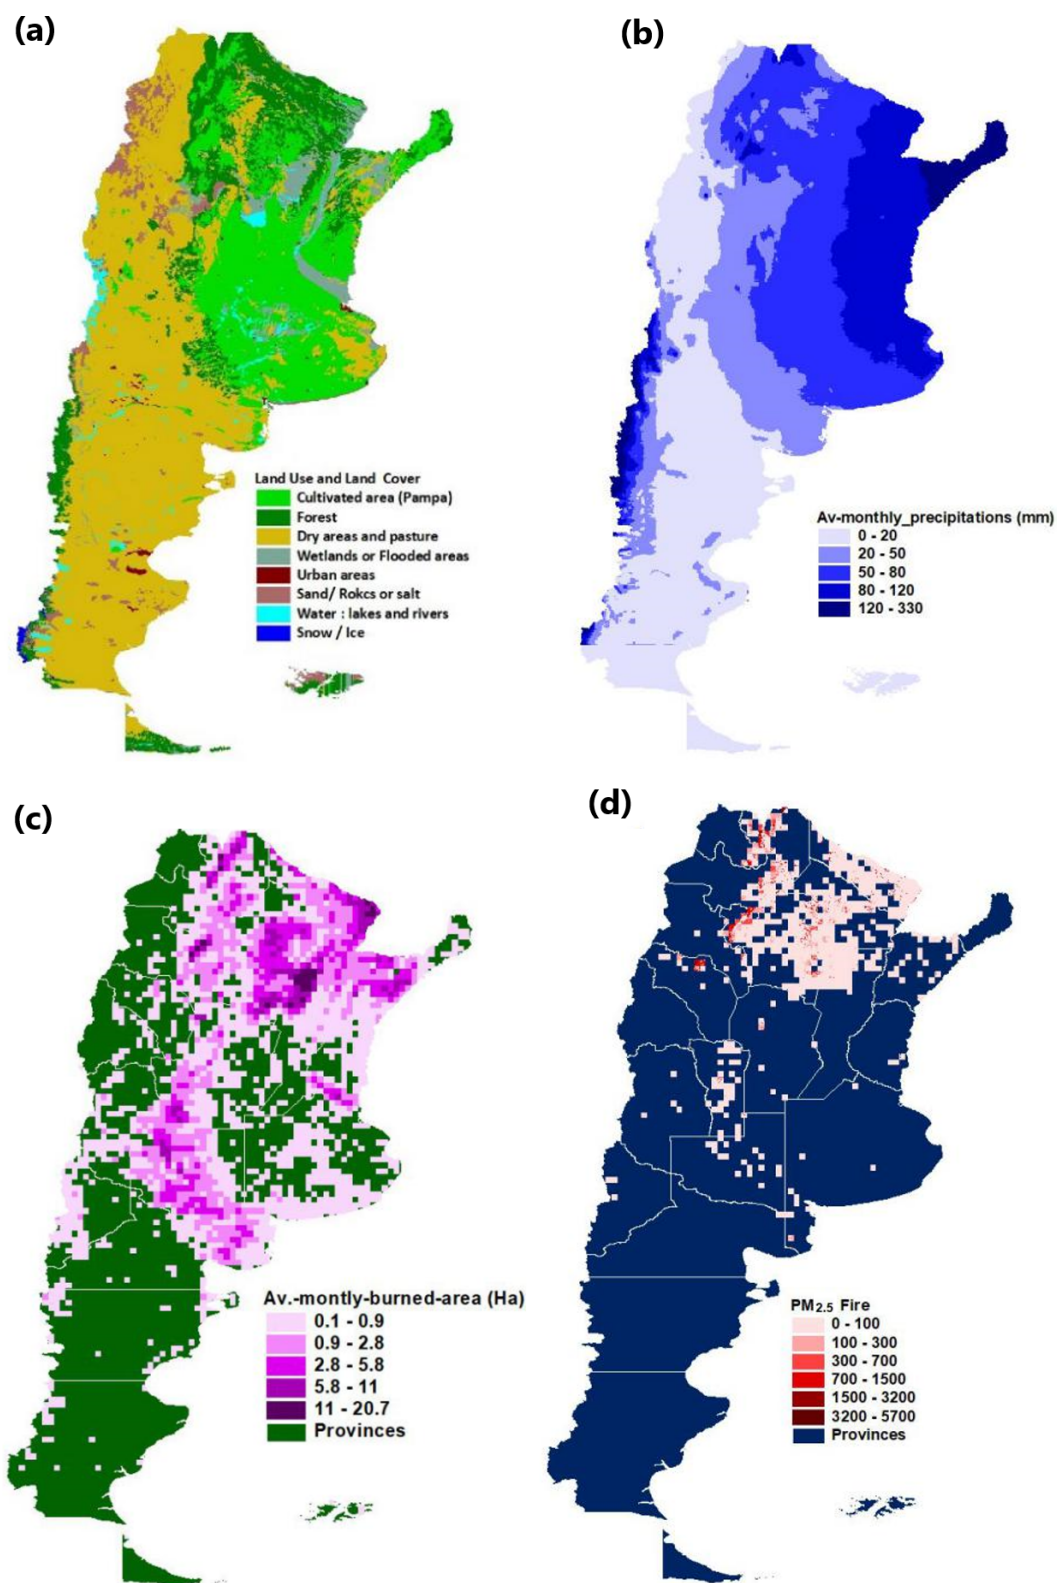 (a)
(b)
Land Use and Land Cover
Cultivated area (Pampa)
Forest
Dry areas and pasture
Wetlands or Flooded areas
Urban areas
Sand/ Rokcs or salt
Water : lakes and rivers
Snow / Ice
Av-monthly_precipitations (mm)
0 - 20
20 - 50
50 - 80
80 - 120
120 - 330
(c)
(d)
Av.-montly-burned-area (Ha)
0.1 - 0.9
0.9 - 2.8
2.8 - 5.8
5.8 - 11
11 - 20.7
Provinces
PM2.5 Fire
0 - 100
100 - 300
300 - 700
700 - 1500
1500 - 3200
3200 - 5700
Provinces